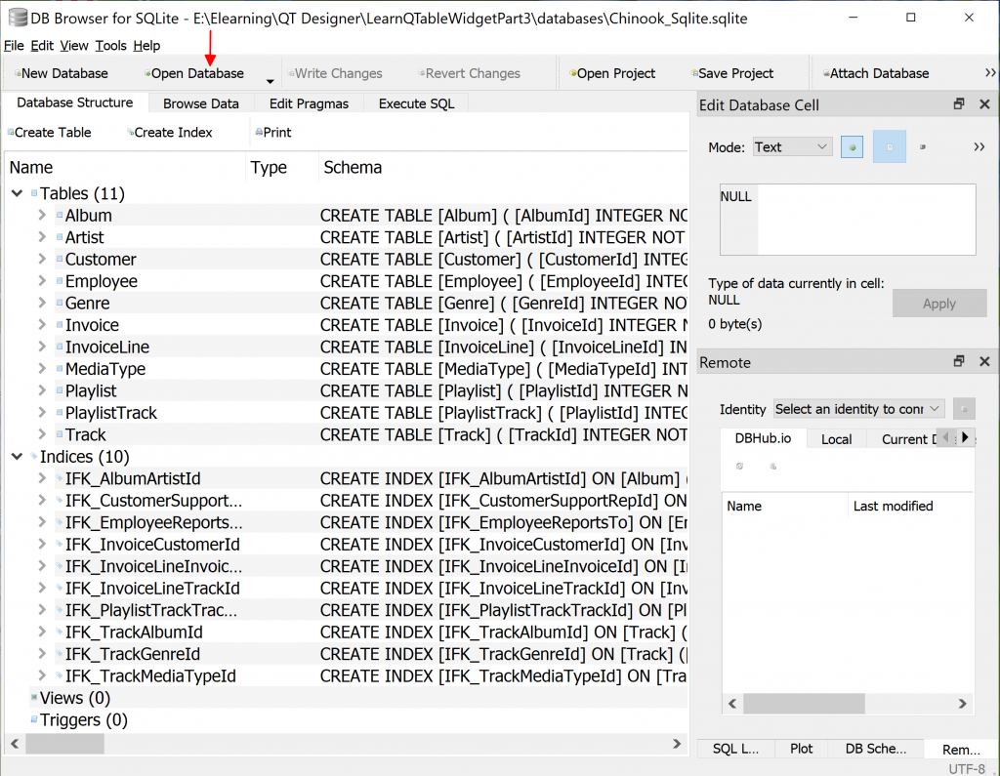 DB Browser for SQLite - E:\Elearning\QT Designer\LearnQTableWidgetPart3\databases\Chinook_Sqlite.sqlite
File Edit View Tools Help
New Database Open Database Write Changes Revert Changes Open Project Save Project Attach Database
Database Structure Browse Data Edit Pragmas Execute SQL
Create Table Create Index Print
Name Type Schema
Tables (11)
Album CREATE TABLE [Album] ( [AlbumId] INTEGER NO
Artist CREATE TABLE [Artist] ( [ArtistId] INTEGER NOT
Customer CREATE TABLE [Customer] ( [CustomerId] INTEG
Employee CREATE TABLE [Employee] ( [EmployeeId] INTEG
Genre CREATE TABLE [Genre] ( [GenreId] INTEGER NO
Invoice CREATE TABLE [Invoice] ( [InvoiceId] INTEGER N
InvoiceLine CREATE TABLE [InvoiceLine] ( [InvoiceLineId] IN
MediaType CREATE TABLE [MediaType] ( [MediaTypeId] INT
Playlist CREATE TABLE [Playlist] ( [PlaylistId] INTEGER N
PlaylistTrack CREATE TABLE [PlaylistTrack] ( [PlaylistId] INTEG
Track CREATE TABLE [Track] ( [TrackId] INTEGER NOT
Indices (10)
IFK_AlbumArtistId CREATE INDEX [IFK_AlbumArtistId] ON [Album] (
IFK_CustomerSupport... CREATE INDEX [IFK_CustomerSupportRepId] ON
IFK_EmployeeReports... CREATE INDEX [IFK_EmployeeReportsTo] ON [E
IFK_InvoiceCustomerId CREATE INDEX [IFK_InvoiceCustomerId] ON [Inv
IFK_InvoiceLineInvoic... CREATE INDEX [IFK_InvoiceLineInvoiceId] ON [I
IFK_InvoiceLineTrackId CREATE INDEX [IFK_InvoiceLineTrackId] ON [Inv
IFK_PlaylistTrackTrac... CREATE INDEX [IFK_PlaylistTrackTrackId] ON [Pl
IFK_TrackAlbumId CREATE INDEX [IFK_TrackAlbumId] ON [Track] (
IFK_TrackGenreId CREATE INDEX [IFK_TrackGenreId] ON [Track] (
IFK_TrackMediaTypeId CREATE INDEX [IFK_TrackMediaTypeId] ON [Tra
Views (0)
Triggers (0)
Edit Database Cell
Mode: Text
NULL
Type of data currently in cell:
NULL
0 byte(s)
Apply
Remote
Identity Select an identity to conn
DBHub.io Local Current D
Name Last modified
SQL L... Plot DB Sche... Rem...
UTF-8